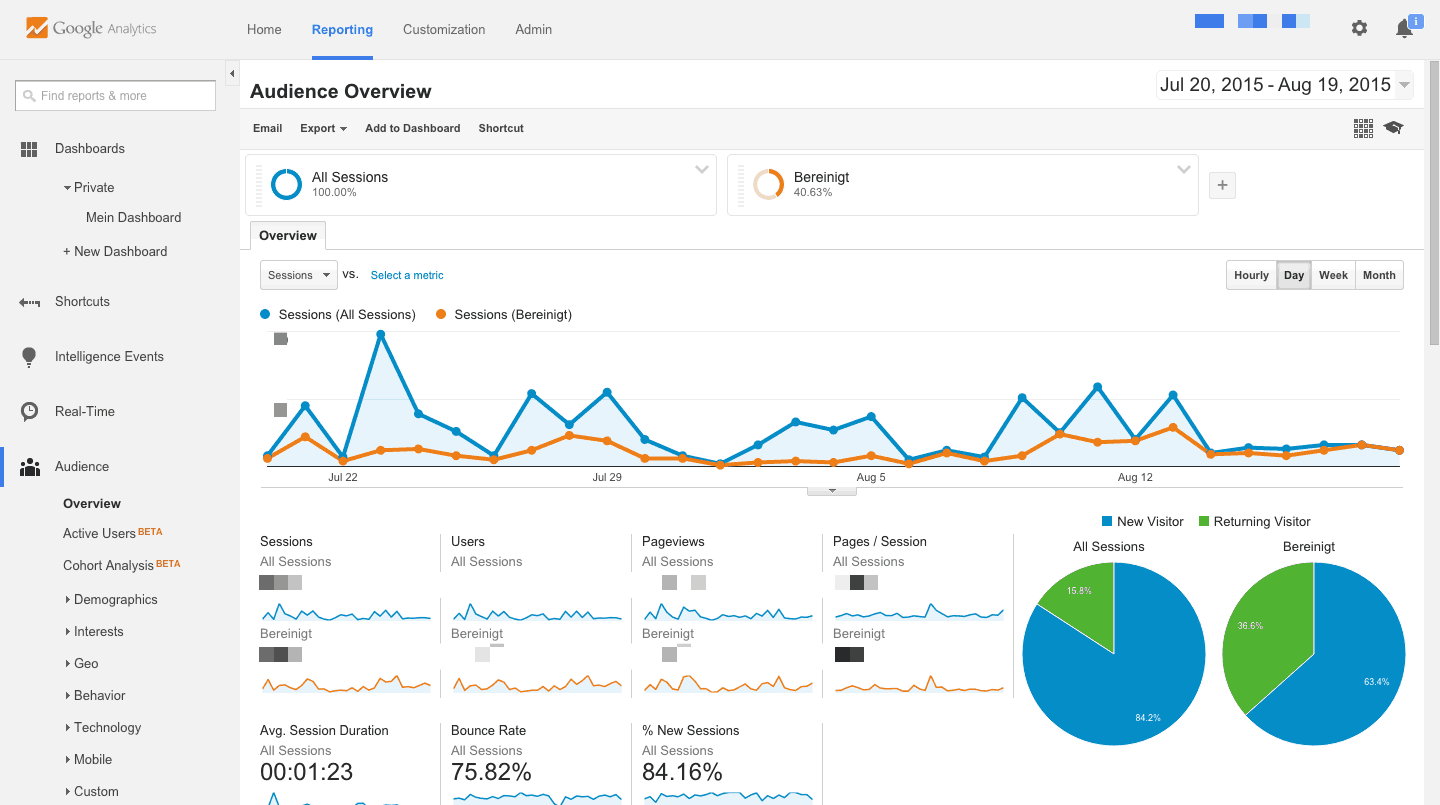 Google Analytics
Home Reporting Customization Admin
i
Find reports & more
Dashboards
Private
Mein Dashboard
+ New Dashboard
Shortcuts
Intelligence Events
Real-Time
Audience
Overview
Active Users BETA
Cohort Analysis BETA
Demographics
Interests
Geo
Behavior
Technology
Mobile
Custom
Audience Overview
Jul 20, 2015 - Aug 19, 2015
Email Export Add to Dashboard Shortcut
All Sessions
100.00%
Bereinigt
40.63%
+
Overview
Sessions VS. Select a metric
Hourly Day Week Month
Sessions (All Sessions) Sessions (Bereinigt)
Jul 22 Jul 29 Aug 5 Aug 12
Sessions
All Sessions
Bereinigt
Users
All Sessions
Bereinigt
Pageviews
All Sessions
Bereinigt
Pages / Session
All Sessions
Bereinigt
Avg. Session Duration
All Sessions
00:01:23
Bounce Rate
All Sessions
75.82%
% New Sessions
All Sessions
84.16%
New Visitor Returning Visitor
All Sessions
15.8%
84.2%
Bereinigt
36.6%
63.4%